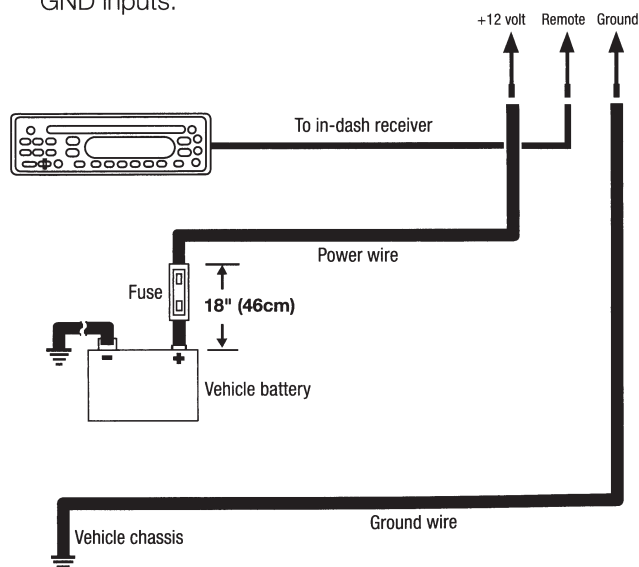 GND inputs.
+12 volt Remote Ground
To in-dash receiver
Power wire
Fuse
18" (46cm)
Vehicle battery
Ground wire
Vehicle chassis